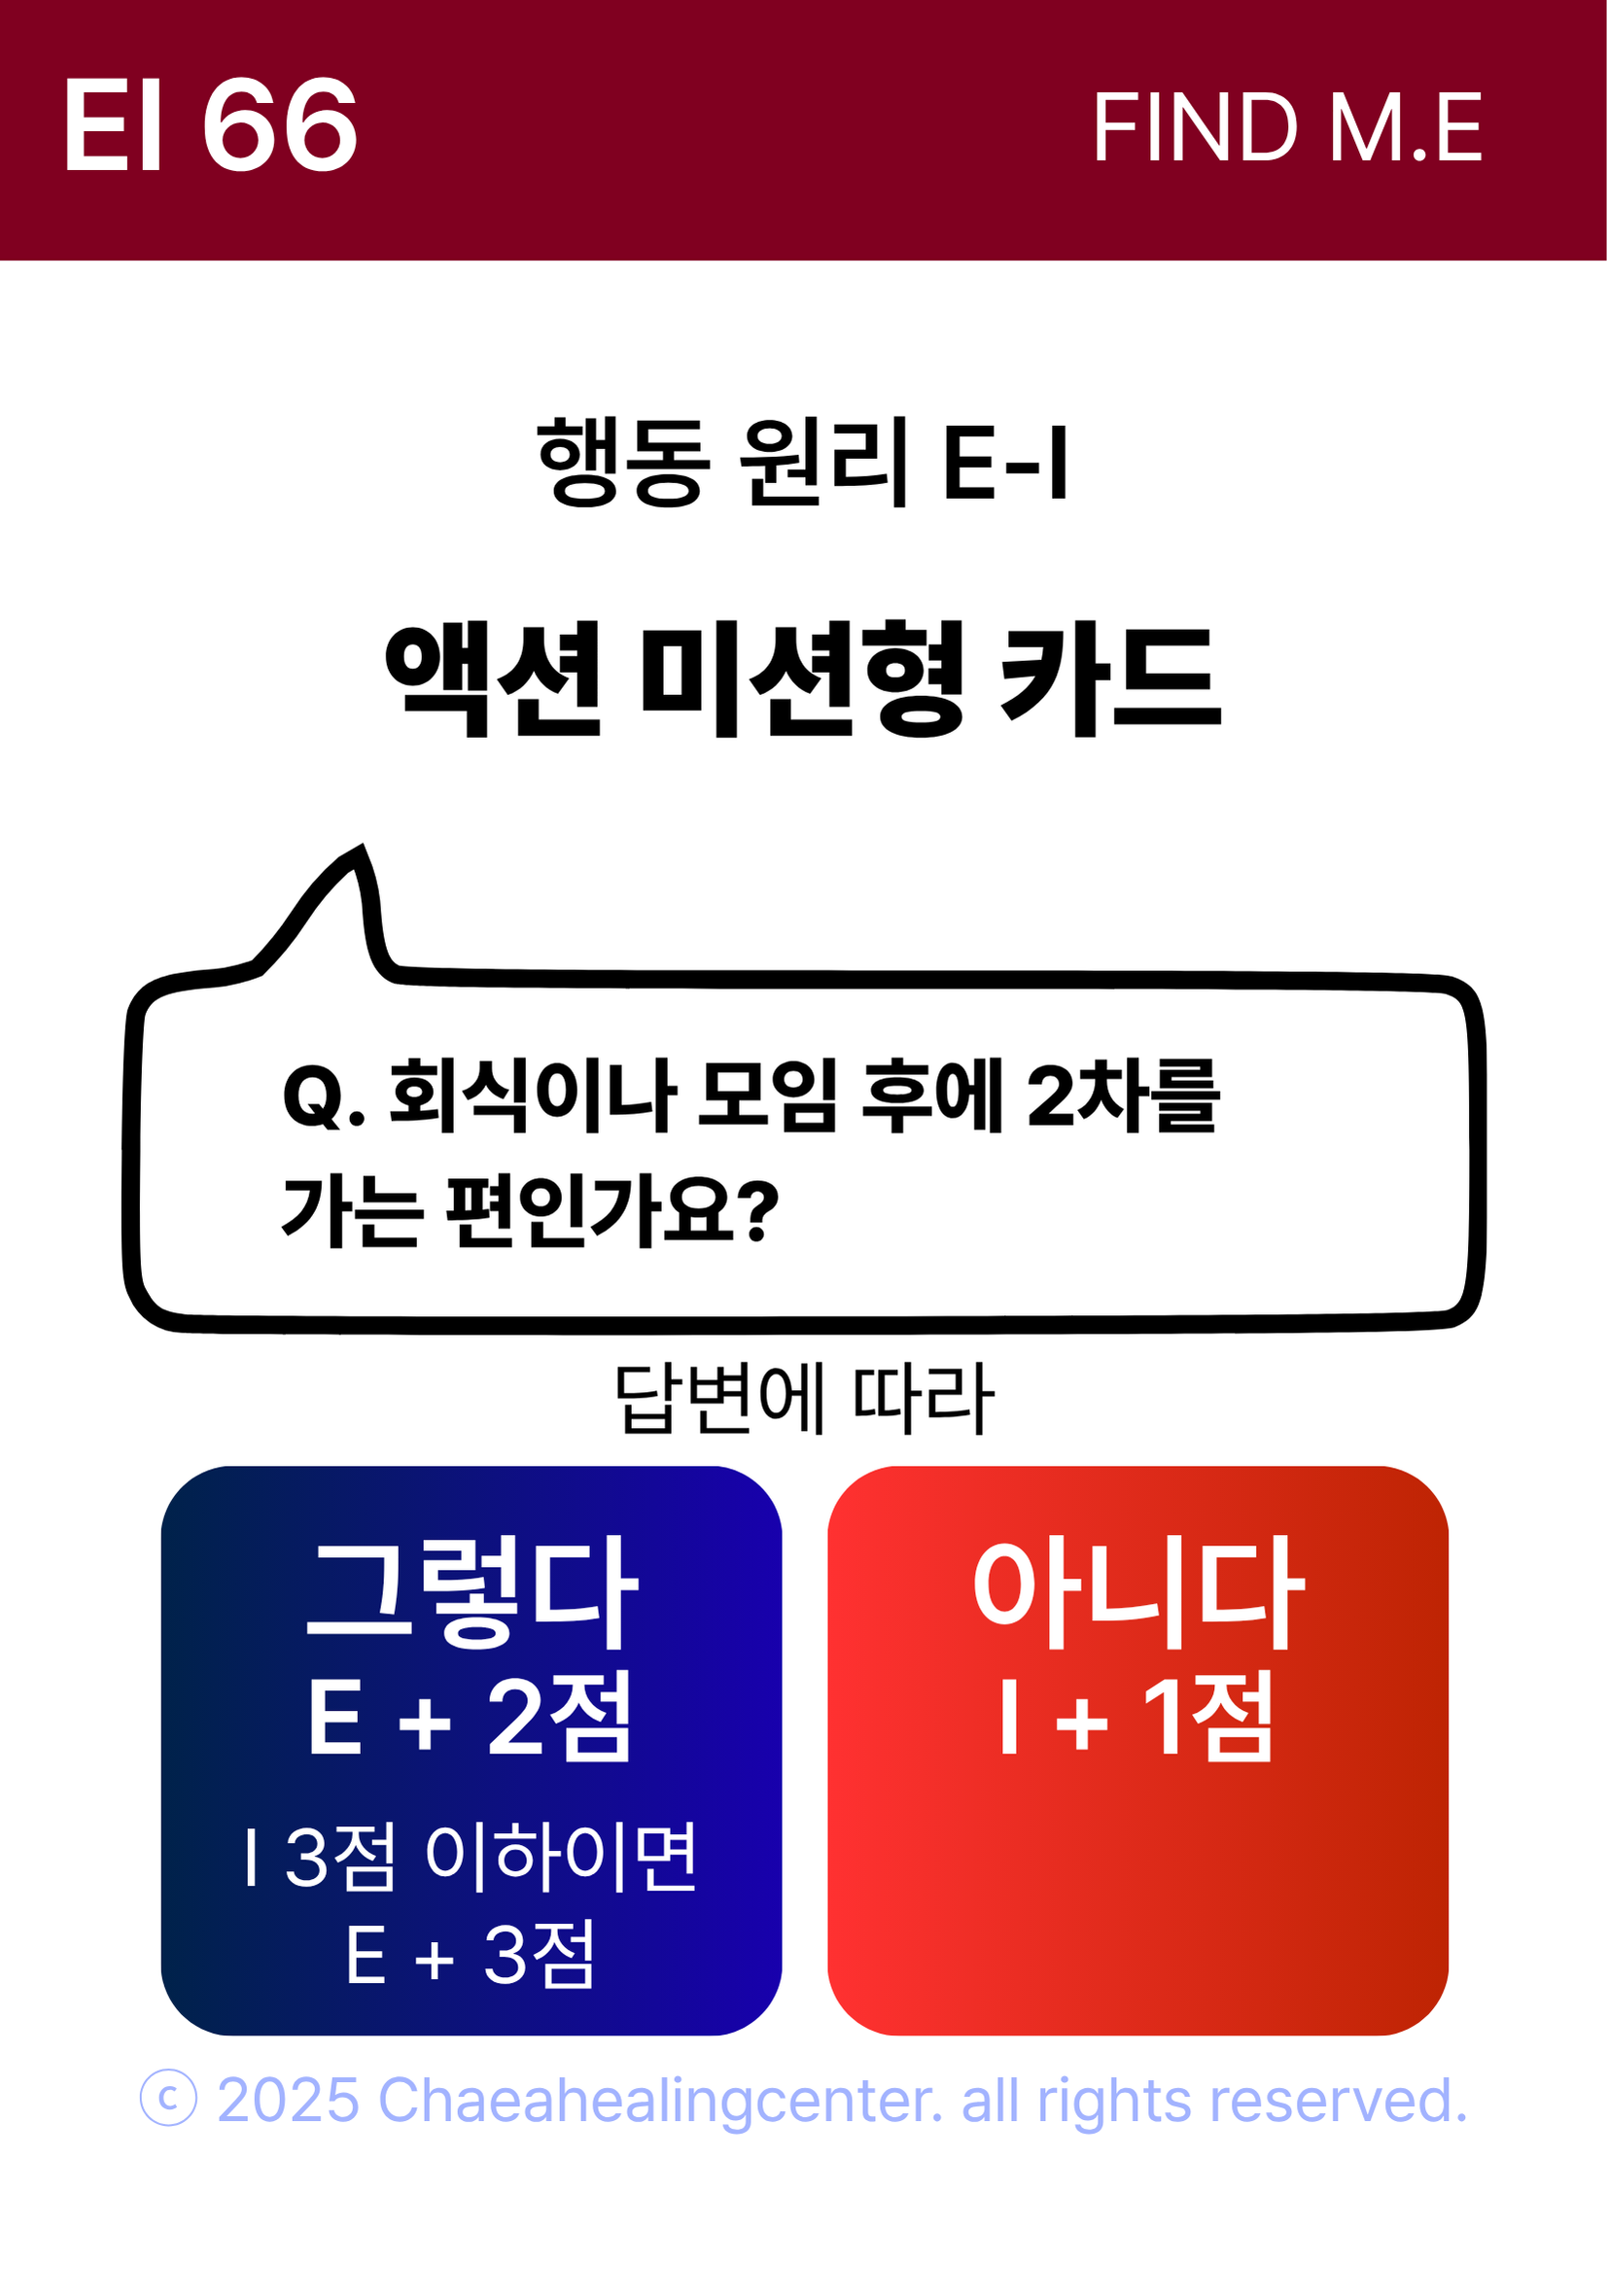 EI 66
FIND M.E
행동 원리 E-I
액션 미션형 카드
Q. 회식이나 모임 후에 2차를
가는 편인가요?
답변에 따라
그렇다
E + 2점
I 3점 이하이면
E + 3점
아니다
I + 1점
ⓒ 2025 Chaeahealingcenter. all rights reserved.